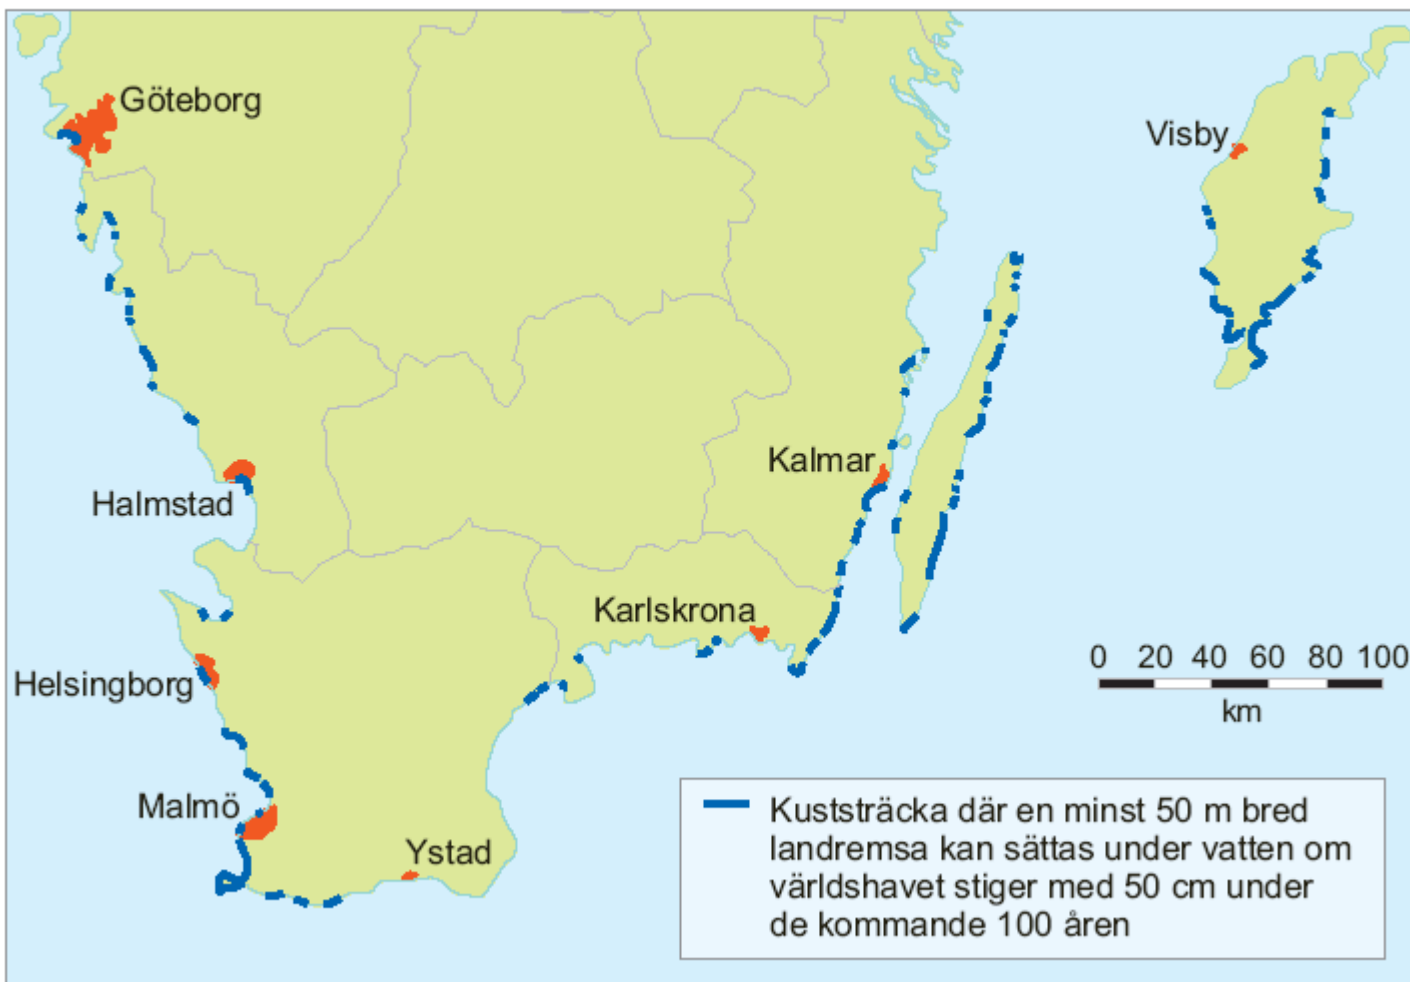 Göteborg
Visby
Kalmar
Halmstad
Karlskrona
Helsingborg
0 20 40 60 80 100
km
Malmö
Ystad
Kuststräcka där en minst 50 m bred
landremsa kan sättas under vatten om
världshavet stiger med 50 cm under
de kommande 100 åren